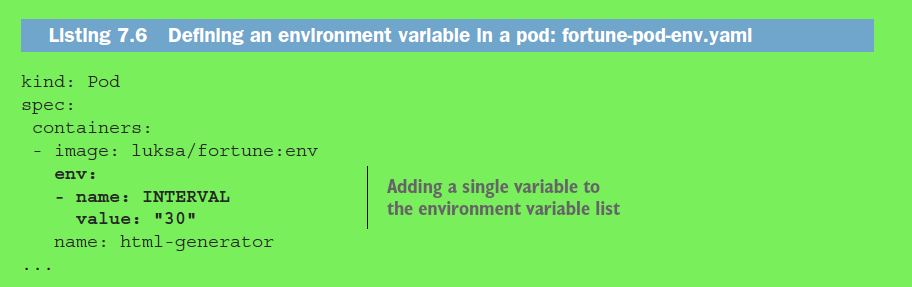 Listing 7.6 Defining an environment variable in a pod: fortune-pod-env.yaml
kind: Pod
spec:
 containers:
 - image: luksa/fortune:env
   env:
   - name: INTERVAL
     value: "30"
   name: html-generator
...
Adding a single variable to
the environment variable list